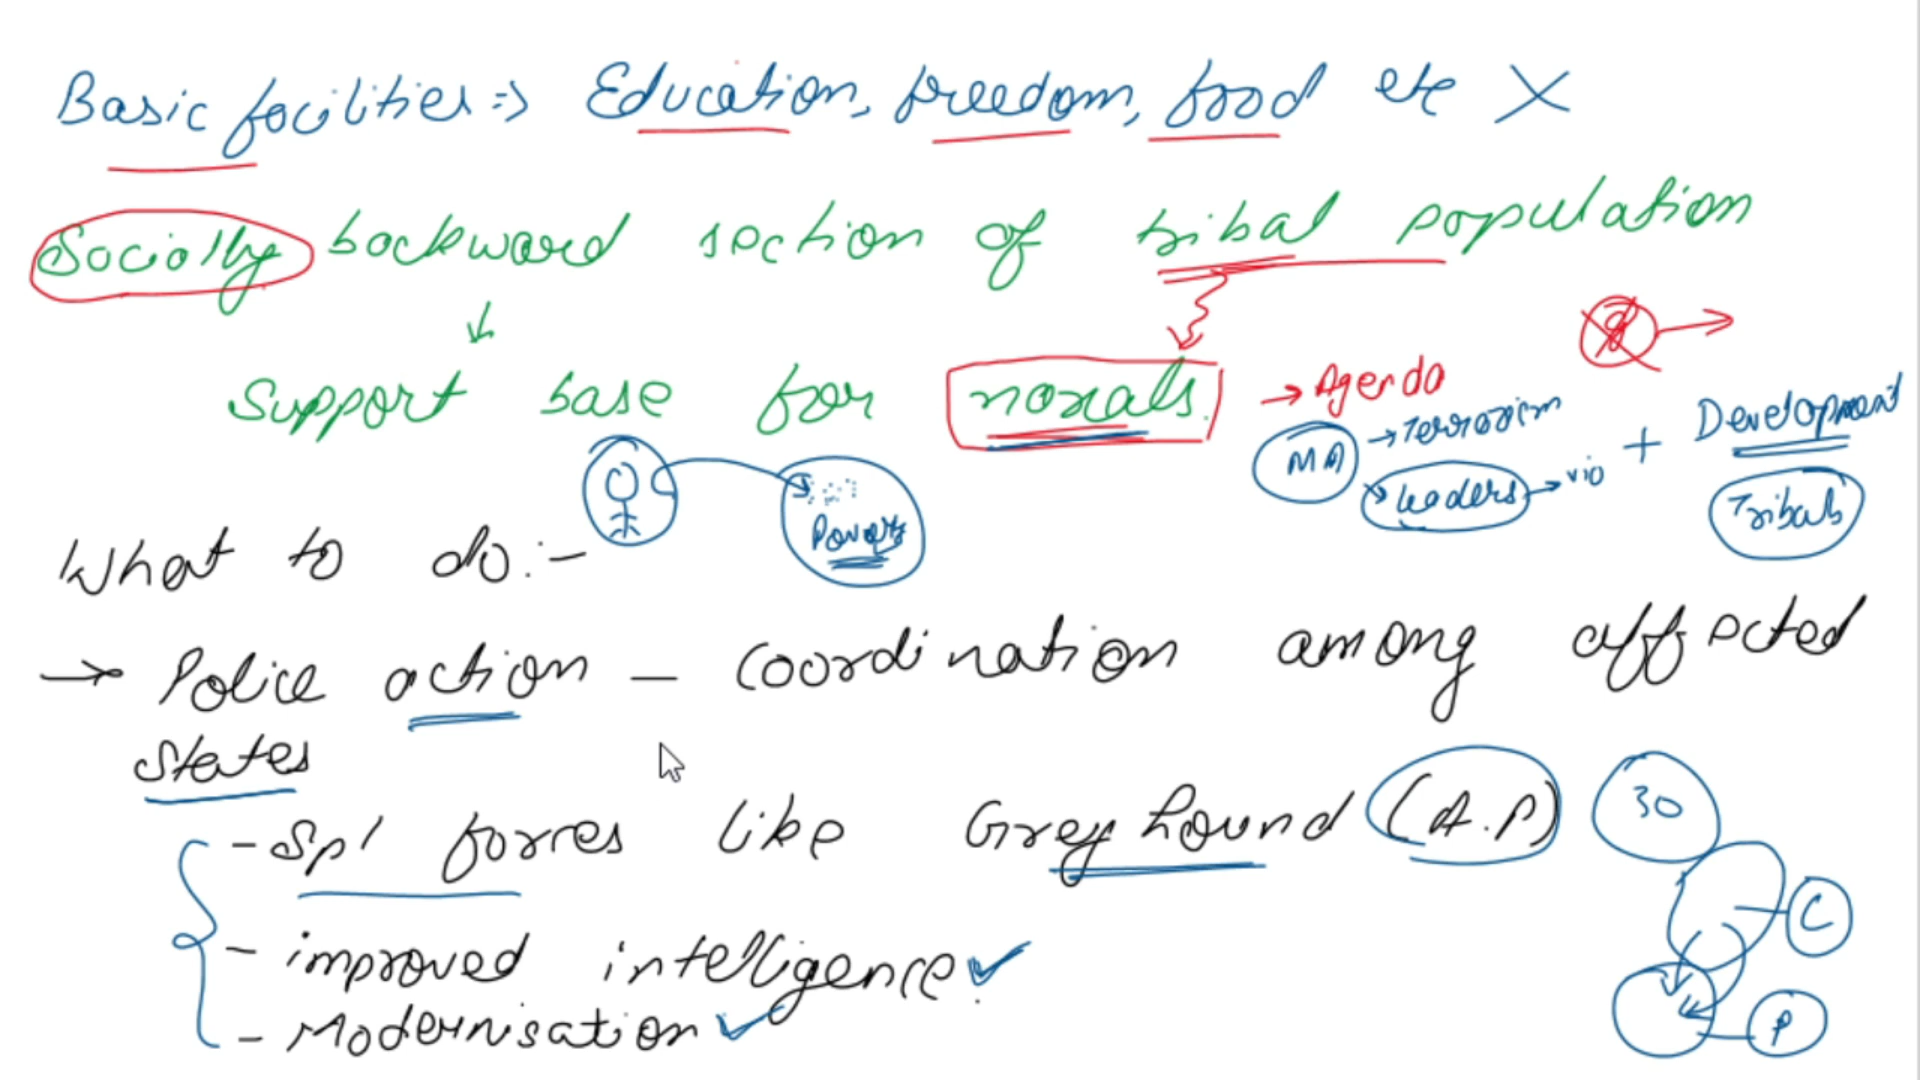 Basic facilities => Education, freedom, food etc X
Socially backward section of tribal population
↓
Support base for naxals. → Agenda
MA → Terrorism + Development
→ leaders → vio Tribals
Poverty
What to do:-
→ Police action - coordination among affected
states
- Spl forces like Grey hound (A.P) 30
C
- improved intelligence ✓
- Modernisation ✓ P